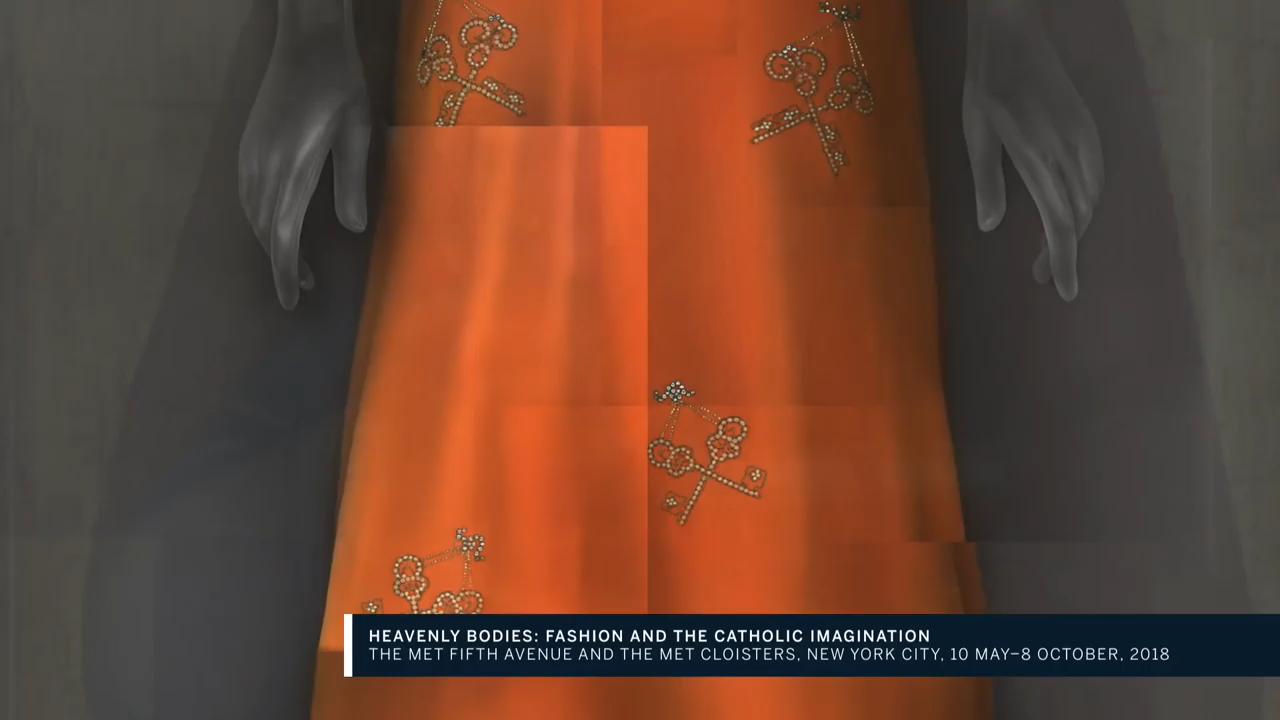 HEAVENLY BODIES: FASHION AND THE CATHOLIC IMAGINATION
THE MET FIFTH AVENUE AND THE MET CLOISTERS, NEW YORK CITY, 10 MAY–8 OCTOBER, 2018